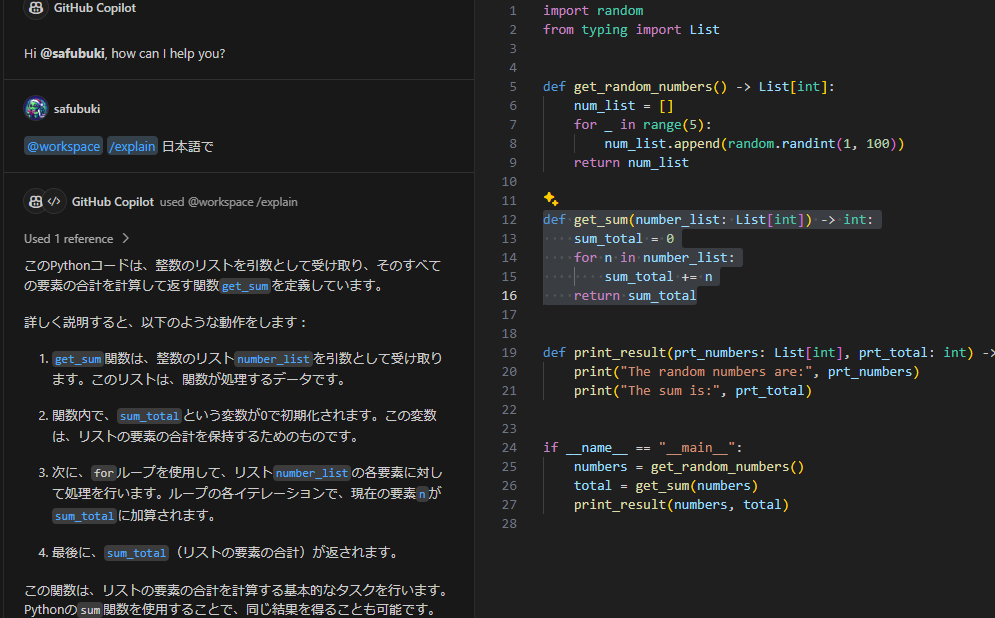 GitHub Copilot
Hi @safubuki, how can I help you?
safubuki
@workspace /explain 日本語で
GitHub Copilot used @workspace /explain
Used 1 reference
このPythonコードは、整数のリストを引数として受け取り、そのすべて
の要素の合計を計算して返す関数get_sumを定義しています。
詳しく説明すると、以下のような動作をします：
1. get_sum関数は、整数のリストnumber_listを引数として受け取り
ます。このリストは、関数が処理するデータです。
2. 関数内で、sum_totalという変数が0で初期化されます。この変数
は、リストの要素の合計を保持するためのものです。
3. 次に、forループを使用して、リストnumber_listの各要素に対し
て処理を行います。ループの各イテレーションで、現在の要素nが
sum_totalに加算されます。
4. 最後に、sum_total（リストの要素の合計）が返されます。
この関数は、リストの要素の合計を計算する基本的なタスクを行います。
Pythonのsum関数を使用することで、同じ結果を得ることも可能です。
1 import random
2 from typing import List
3
4
5 def get_random_numbers() -> List[int]:
6     num_list = []
7     for _ in range(5):
8         num_list.append(random.randint(1, 100))
9     return num_list
10
11
12 def get_sum(number_list: List[int]) -> int:
13     sum_total = 0
14     for n in number_list:
15         sum_total += n
16     return sum_total
17
18
19 def print_result(prt_numbers: List[int], prt_total: int) ->
20     print("The random numbers are:", prt_numbers)
21     print("The sum is:", prt_total)
22
23
24 if __name__ == "__main__":
25     numbers = get_random_numbers()
26     total = get_sum(numbers)
27     print_result(numbers, total)
28